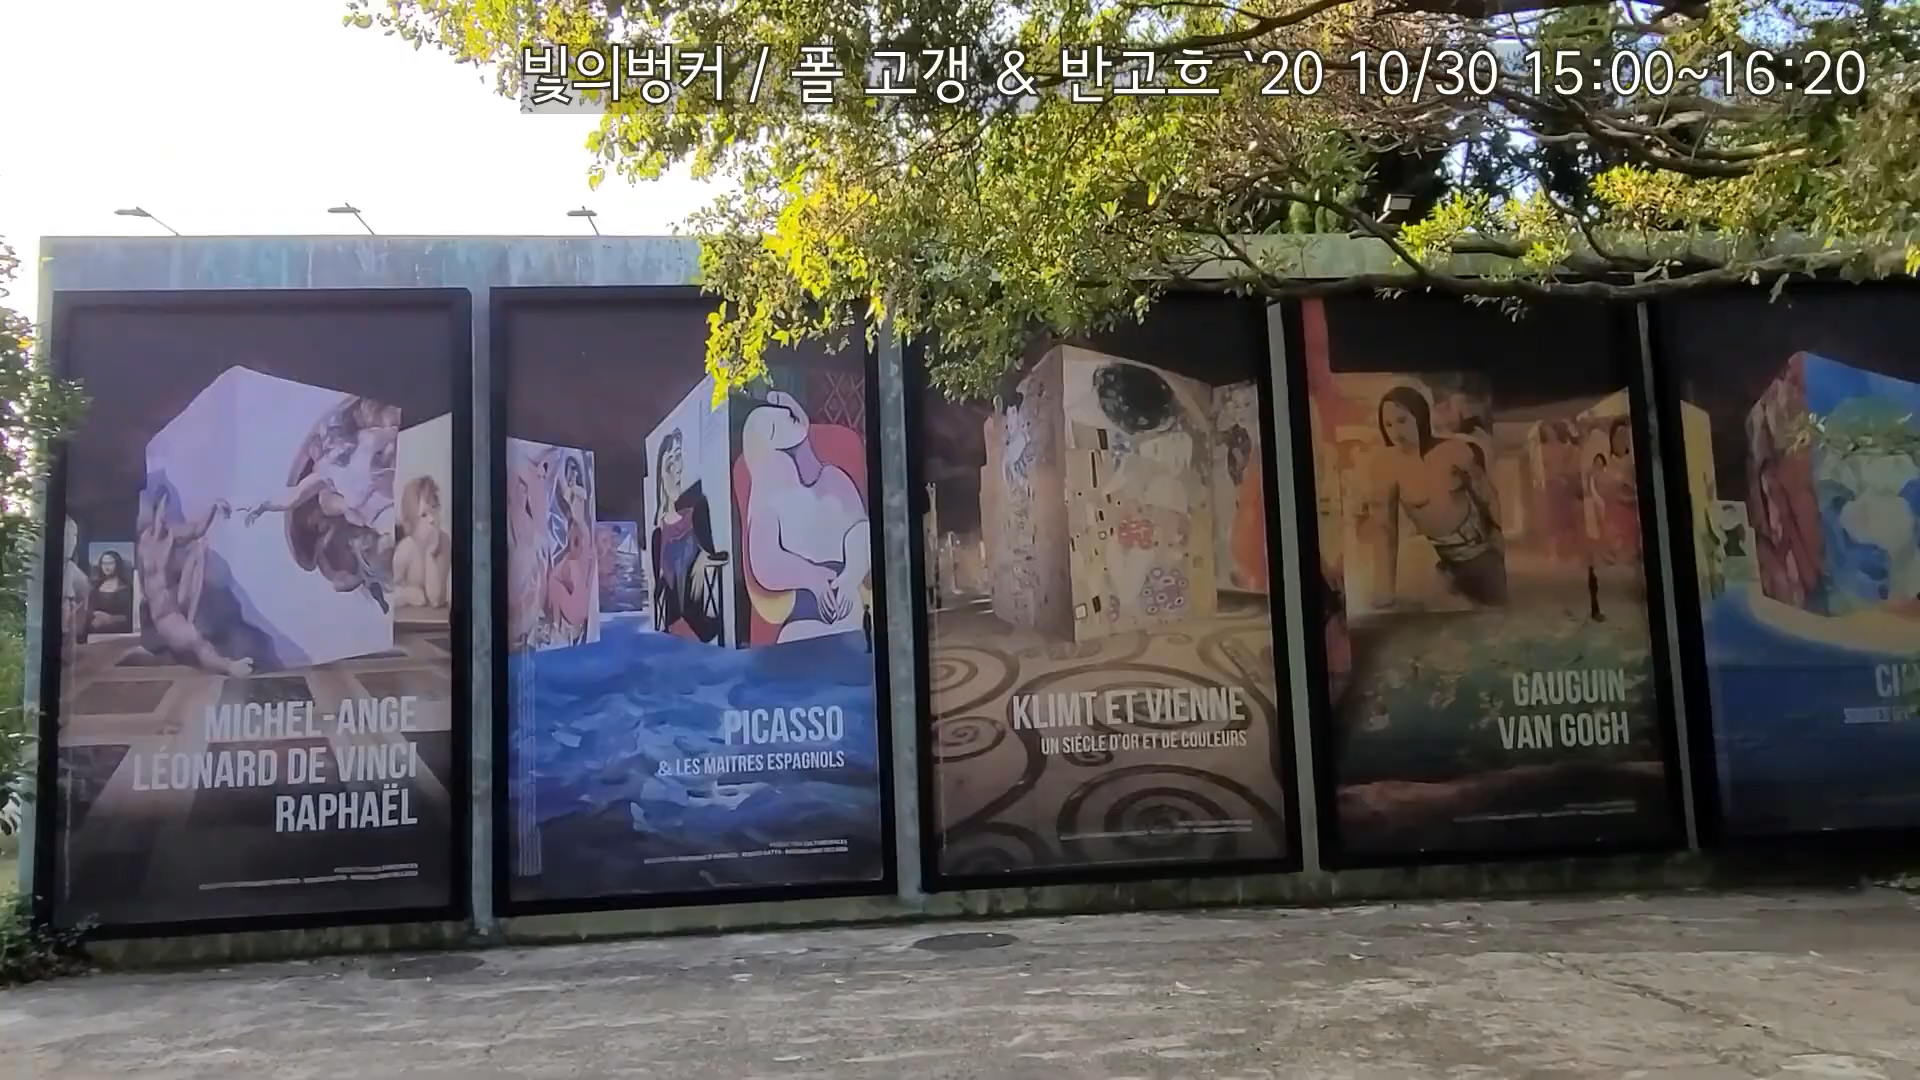 빛의벙커 / 폴 고갱 & 반고흐 `20 10/30 15:00~16:20
MICHEL-ANGE
LÉONARD DE VINCI
RAPHAËL
PICASSO
& LES MAITRES ESPAGNOLS
KLIMT ET VIENNE
UN SIÈCLE D'OR ET DE COULEURS
GAUGUIN
VAN GOGH